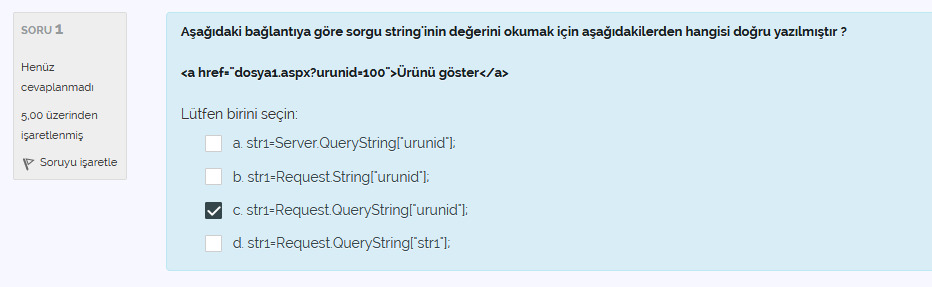 SORU 1
Henüz
cevaplanmadı
5,00 üzerinden
işaretlenmiş
Soruyu işaretle
Aşağıdaki bağlantıya göre sorgu string'inin değerini okumak için aşağıdakilerden hangisi doğru yazılmıştır ?
<a href="dosya1.aspx?urunid=100">Ürünü göster</a>
Lütfen birini seçin:
a. str1=Server.QueryString["urunid"];
b. str1=Request.String["urunid"];
c. str1=Request.QueryString["urunid"];
d. str1=Request.QueryString["str1"];